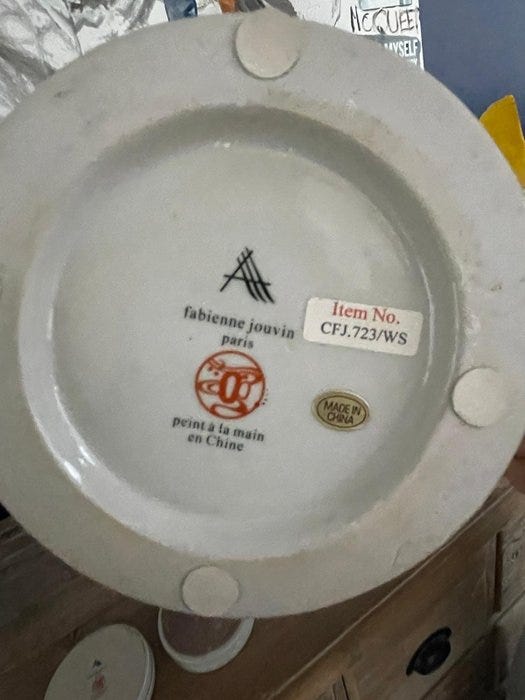 McQUEE
MYSELF
fabienne jouvin
paris
Item No.
CFJ.723/WS
MADE IN
CHINA
peint à la main
en Chine